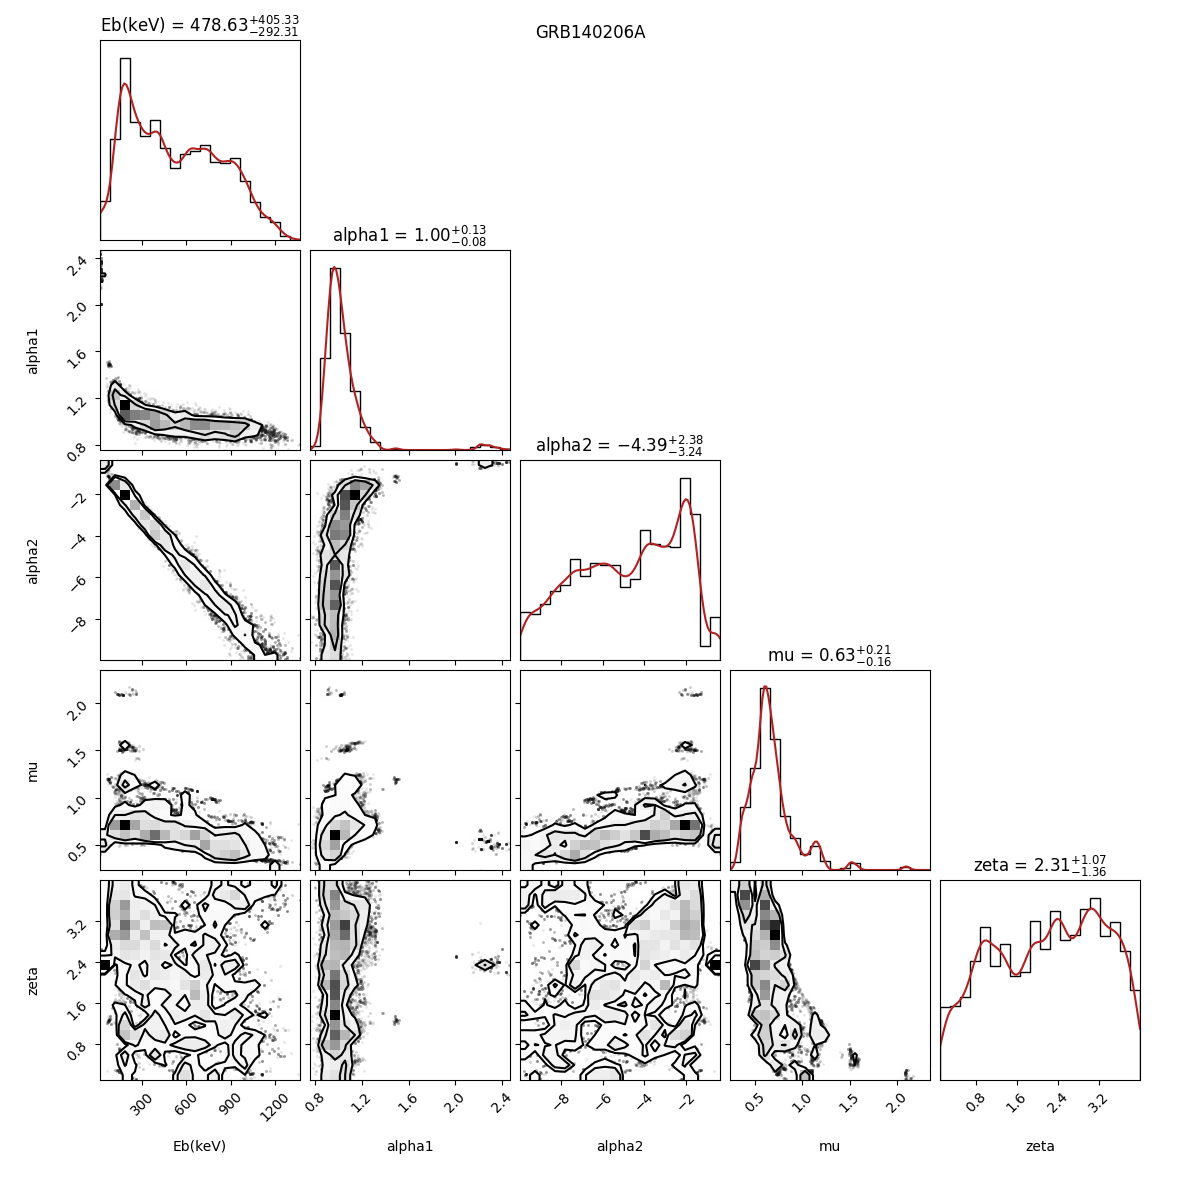 GRB140206A
Eb(keV) = 478.63 +405.33 −292.31
alpha1 = 1.00 +0.13 −0.08
alpha1
2.4
2.0
1.6
1.2
0.8
alpha2 = −4.39 +2.38 −3.24
alpha2
−2
−4
−6
−8
mu = 0.63 +0.21 −0.16
mu
2.0
1.5
1.0
0.5
zeta = 2.31 +1.07 −1.36
zeta
3.2
2.4
1.6
0.8
300 600 900 1200
0.8 1.2 1.6 2.0 2.4
−8 −6 −4 −2
0.5 1.0 1.5 2.0
0.8 1.6 2.4 3.2
Eb(keV) alpha1 alpha2 mu zeta